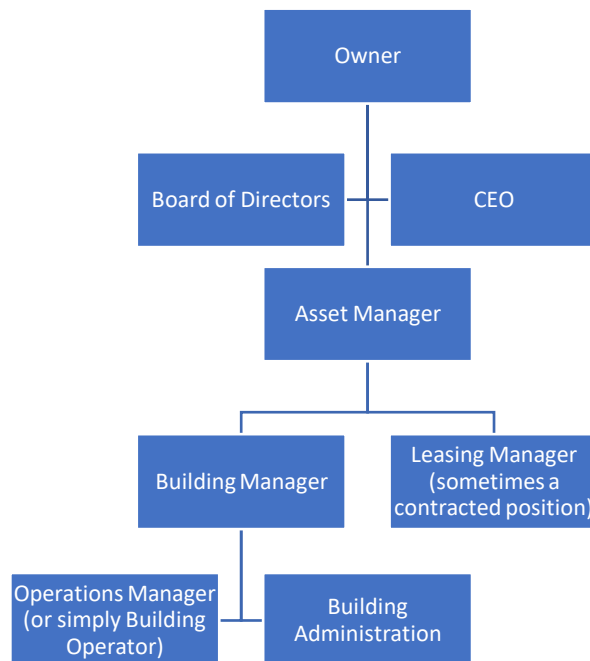 Owner
Board of Directors
CEO
Asset Manager
Building Manager
Leasing Manager
(sometimes a
contracted position)
Operations Manager
(or simply Building
Operator)
Building
Administration